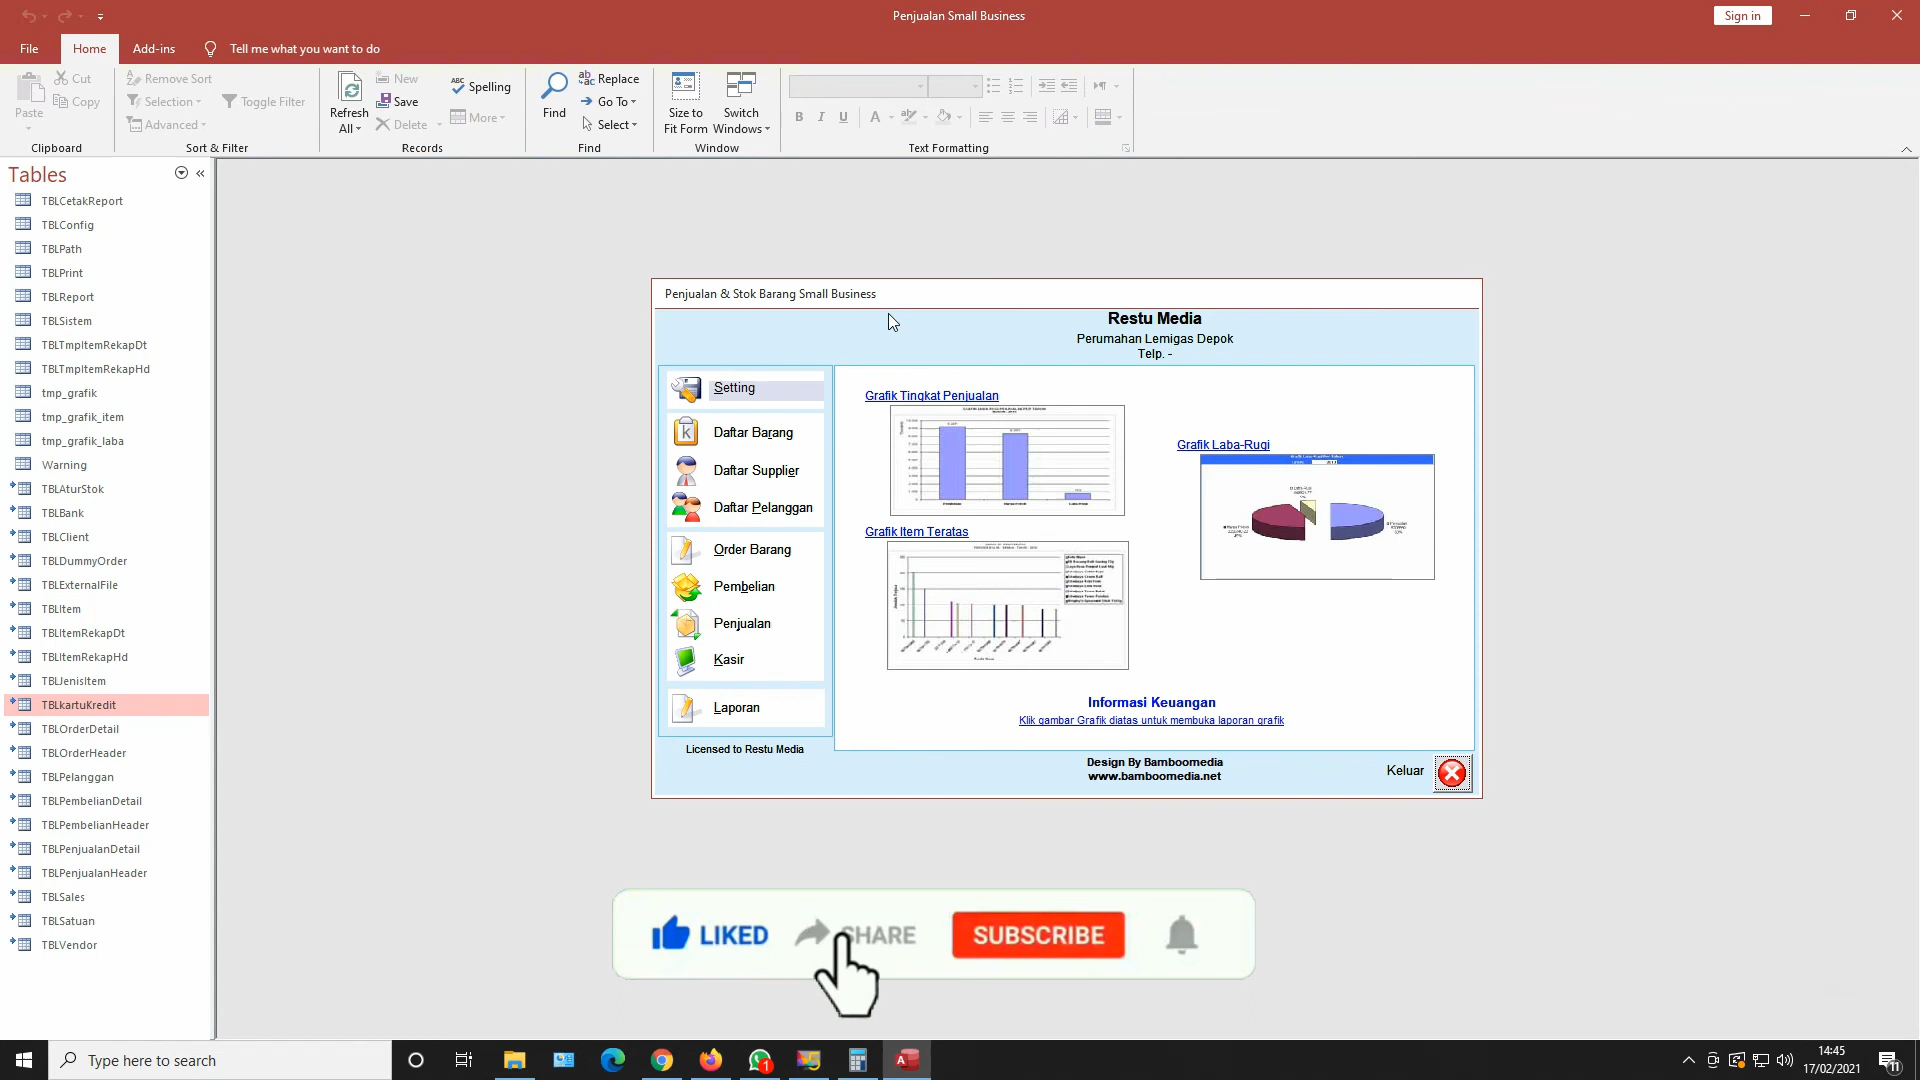 Penjualan Small Business
Sign in
File
Home
Add-ins
Tell me what you want to do
Paste
Cut
Copy
Clipboard
Remove Sort
Selection
Advanced
Toggle Filter
Sort & Filter
Refresh
All
New
Save
Delete
Spelling
More
Records
Find
Replace
Go To
Select
Find
Size to
Fit Form
Switch
Windows
Window
B I U
A
Text Formatting
Tables
TBLCetakReport
TBLConfig
TBLPath
TBLPrint
TBLReport
TBLSistem
TBLTmpItemRekapDt
TBLTmpItemRekapHd
tmp_grafik
tmp_grafik_item
tmp_grafik_laba
Warning
TBLAturStok
TBLBank
TBLClient
TBLDummyOrder
TBLExternalFile
TBLItem
TBLItemRekapDt
TBLItemRekapHd
TBLJenisItem
TBLkartuKredit
TBLOrderDetail
TBLOrderHeader
TBLPelanggan
TBLPembelianDetail
TBLPembelianHeader
TBLPenjualanDetail
TBLPenjualanHeader
TBLSales
TBLSatuan
TBLVendor
Penjualan & Stok Barang Small Business
Restu Media
Perumahan Lemigas Depok
Telp. -
Setting
Daftar Barang
Daftar Supplier
Daftar Pelanggan
Order Barang
Pembelian
Penjualan
Kasir
Laporan
Licensed to Restu Media
Grafik Tingkat Penjualan
Grafik Item Teratas
Grafik Laba-Rugi
Informasi Keuangan
Klik gambar Grafik diatas untuk membuka laporan grafik
Design By Bamboomedia
www.bamboomedia.net
Keluar
LIKED
SHARE
SUBSCRIBE
Type here to search
1
14:45
17/02/2021
11